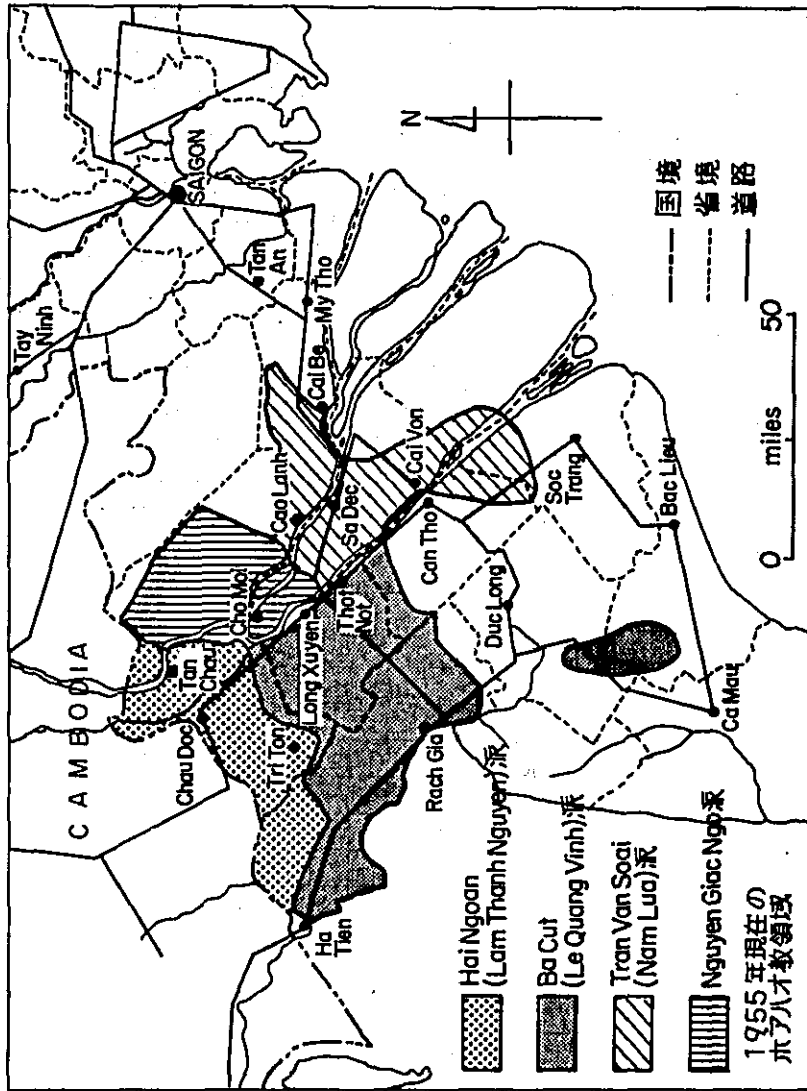 CAMBODIA
Tay
Ninh
SAIGON
Tan
An
My Tho
Cai Be
Cao Lanh
Sa Dec
Cai Von
Can Tho
Cho Moi
Tan
Chau
Chau Doc
Tri Ton
Long Xuyen
Thot
Not
Duc Long
Soc
Trang
Bac Lieu
Ca Mau
Rach Gia
Ha
Tien
N
国境
省境
道路
0 miles 50
Hai Ngoan
(Lam Thanh Nguyen)派
Ba Cut
(Le Quang Vinh)派
Tran Van Soai
(Nam Lua)派
Nguyen Giac Ngo派
1955年現在の
ホアハオ教領域